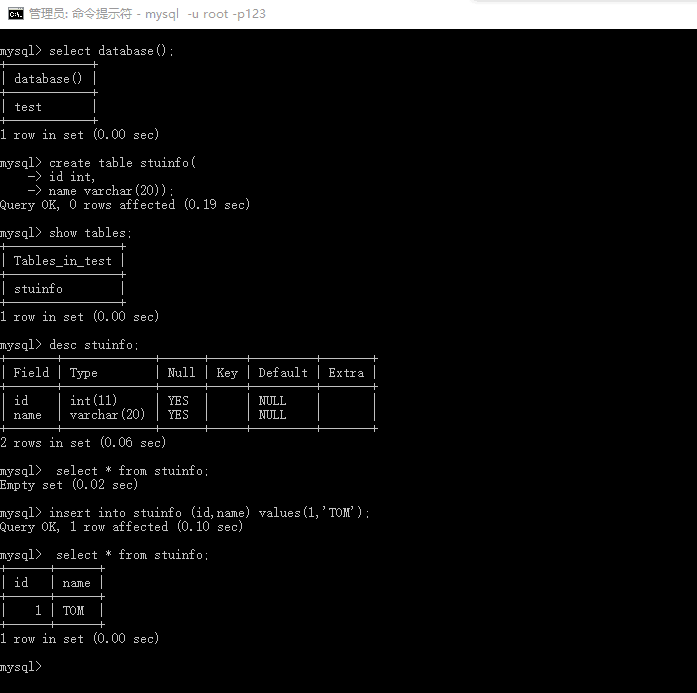 管理员: 命令提示符 - mysql  -u root -p123
mysql> select database();
+------------+
| database() |
+------------+
| test       |
+------------+
1 row in set (0.00 sec)
mysql> create table stuinfo(
    -> id int,
    -> name varchar(20));
Query OK, 0 rows affected (0.19 sec)
mysql> show tables;
+----------------+
| Tables_in_test |
+----------------+
| stuinfo        |
+----------------+
1 row in set (0.00 sec)
mysql> desc stuinfo;
+-------+-------------+------+-----+---------+-------+
| Field | Type        | Null | Key | Default | Extra |
+-------+-------------+------+-----+---------+-------+
| id    | int(11)     | YES  |     | NULL    |       |
| name  | varchar(20) | YES  |     | NULL    |       |
+-------+-------------+------+-----+---------+-------+
2 rows in set (0.06 sec)
mysql>  select * from stuinfo;
Empty set (0.02 sec)
mysql> insert into stuinfo (id,name) values(1,'TOM');
Query OK, 1 row affected (0.10 sec)
mysql>  select * from stuinfo;
+------+------+
| id   | name |
+------+------+
|    1 | TOM  |
+------+------+
1 row in set (0.00 sec)
mysql>